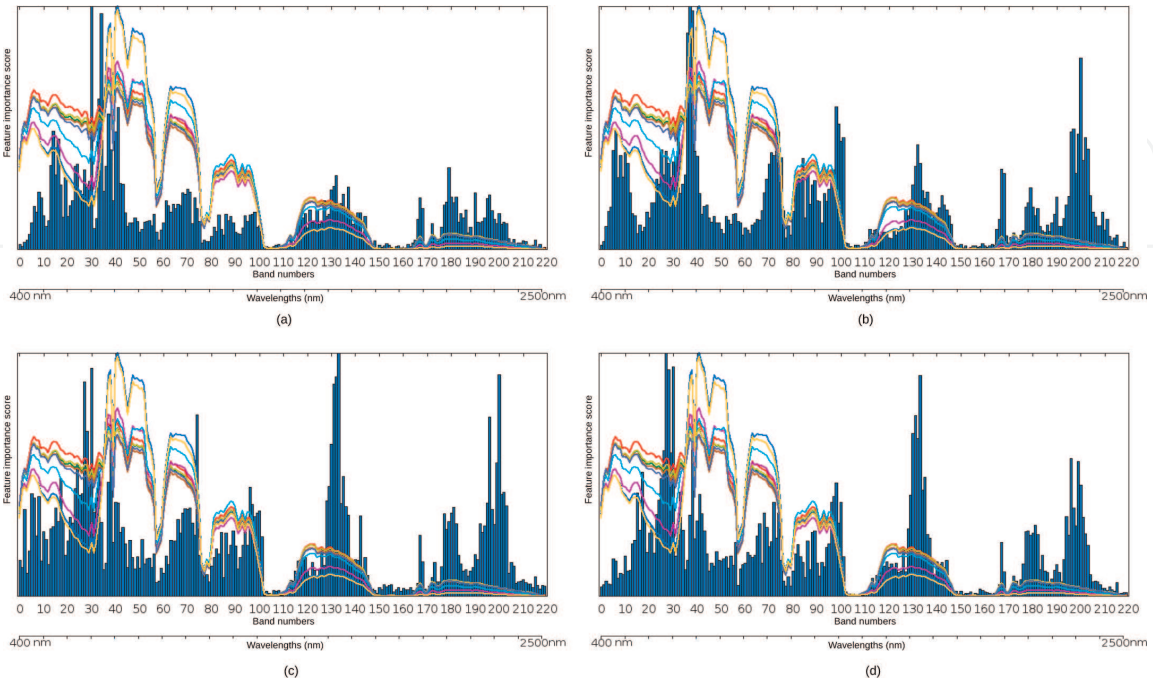 Feature importance score
0 10 20 30 40 50 60 70 80 90 100 110 120 130 140 150 160 170 180 190 200 210 220
Band numbers
400 nm Wavelengths (nm) 2500nm
(a)
Feature importance score
0 10 20 30 40 50 60 70 80 90 100 110 120 130 140 150 160 170 180 190 200 210 220
Band numbers
400 nm Wavelengths (nm) 2500nm
(b)
Feature importance score
0 10 20 30 40 50 60 70 80 90 100 110 120 130 140 150 160 170 180 190 200 210 220
Band numbers
400 nm Wavelengths (nm) 2500nm
(c)
Feature importance score
0 10 20 30 40 50 60 70 80 90 100 110 120 130 140 150 160 170 180 190 200 210 220
Band numbers
400 nm Wavelengths (nm) 2500nm
(d)